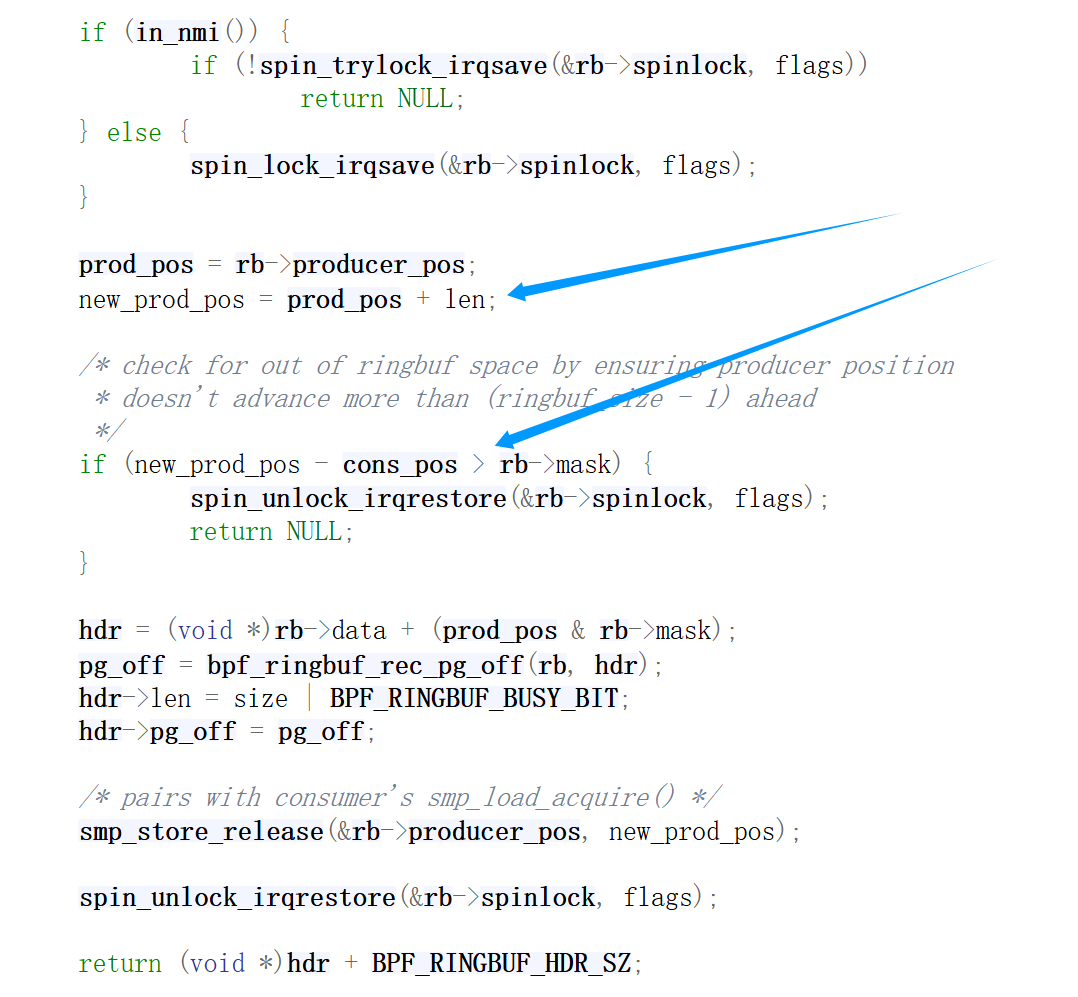 if (in_nmi()) {
if (!spin_trylock_irqsave(&rb->spinlock, flags))
return NULL;
} else {
spin_lock_irqsave(&rb->spinlock, flags);
}
prod_pos = rb->producer_pos;
new_prod_pos = prod_pos + len;
/* check for out of ringbuf space by ensuring producer position
* doesn't advance more than (ringbuf_size - 1) ahead
*/
if (new_prod_pos - cons_pos > rb->mask) {
spin_unlock_irqrestore(&rb->spinlock, flags);
return NULL;
}
hdr = (void *)rb->data + (prod_pos & rb->mask);
pg_off = bpf_ringbuf_rec_pg_off(rb, hdr);
hdr->len = size | BPF_RINGBUF_BUSY_BIT;
hdr->pg_off = pg_off;
/* pairs with consumer's smp_load_acquire() */
smp_store_release(&rb->producer_pos, new_prod_pos);
spin_unlock_irqrestore(&rb->spinlock, flags);
return (void *)hdr + BPF_RINGBUF_HDR_SZ;